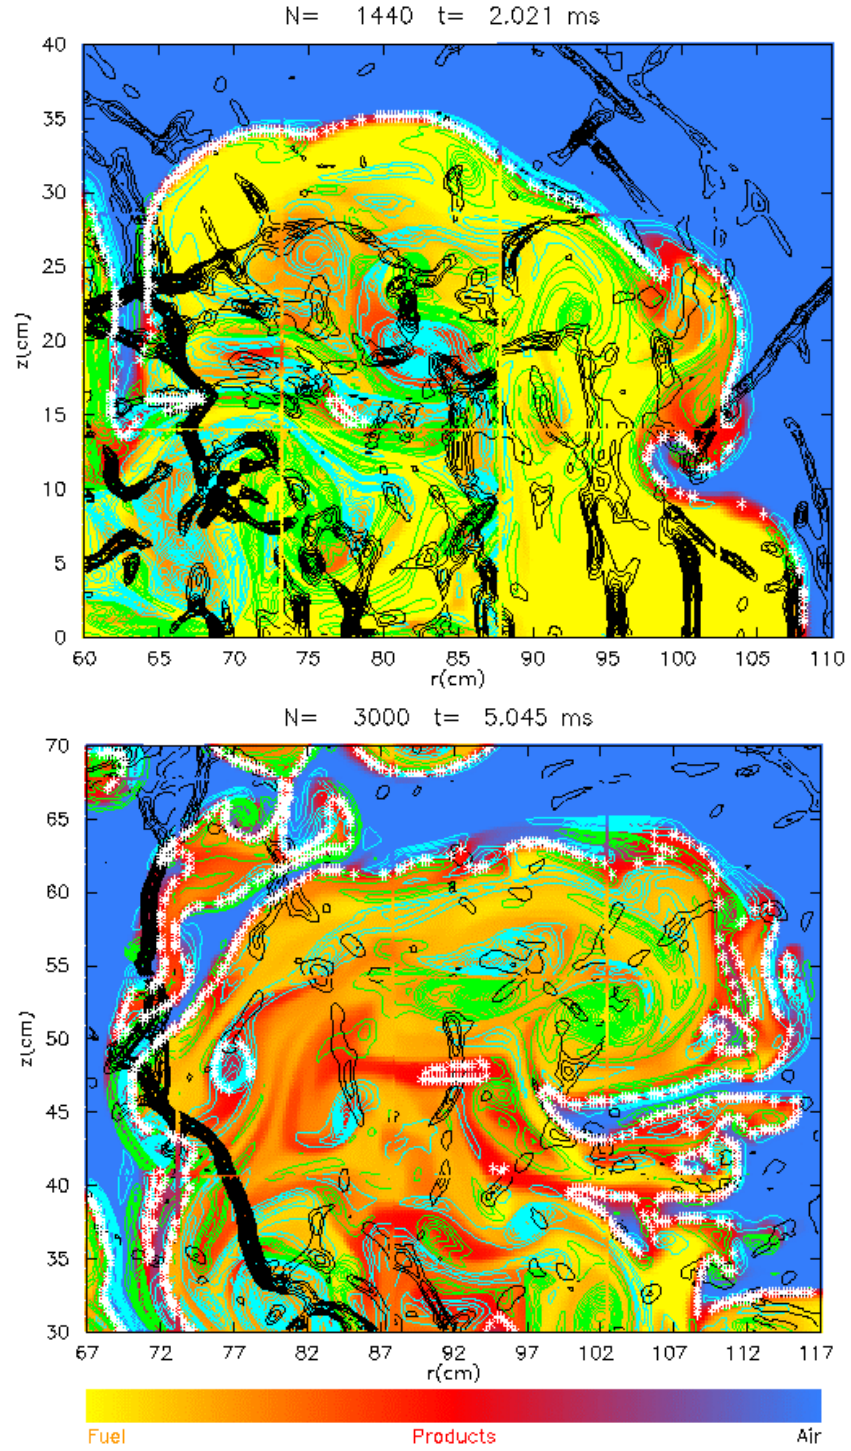 N= 1440 t= 2.021 ms
40
35
30
25
20
15
10
5
0
z(cm)
60 65 70 75 80 85 90 95 100 105 110
r(cm)
N= 3000 t= 5.045 ms
70
65
60
55
50
45
40
35
30
z(cm)
67 72 77 82 87 92 97 102 107 112 117
r(cm)
Fuel Products Air